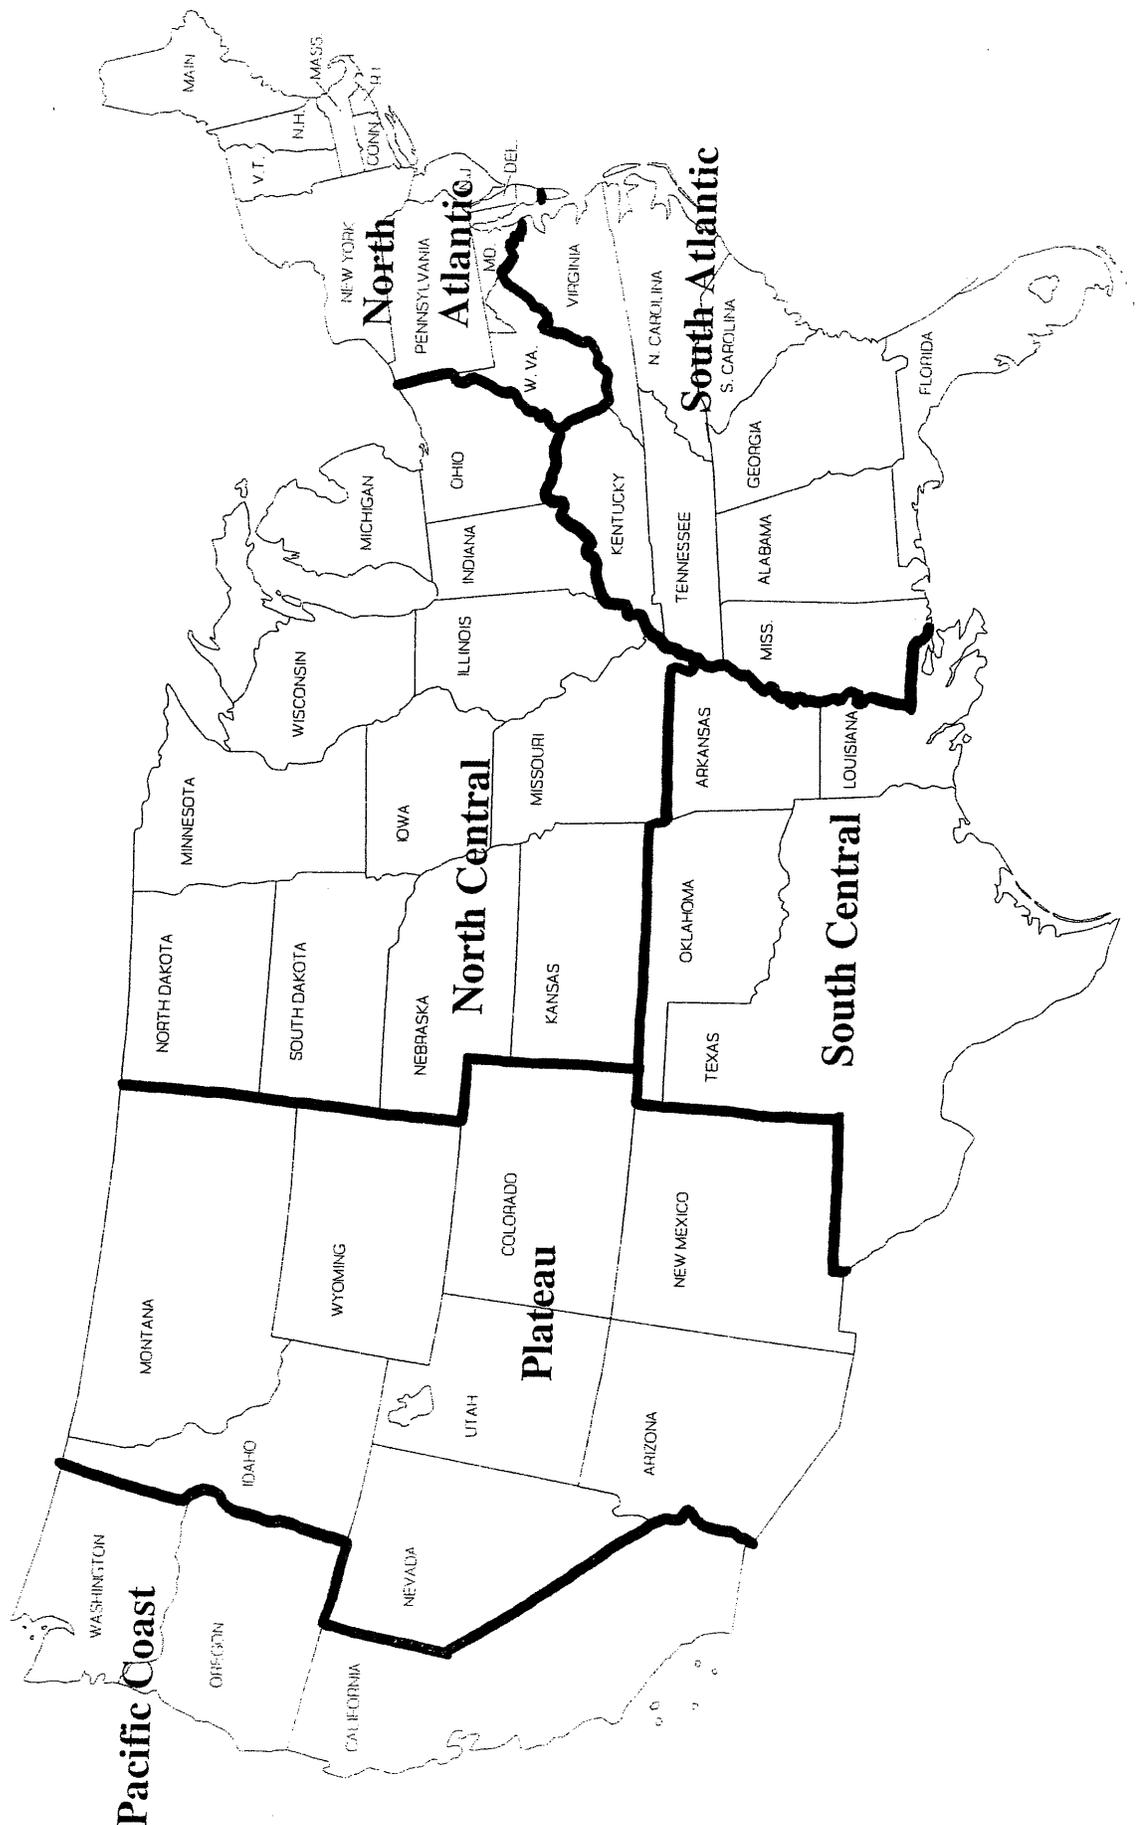 Pacific Coast
WASHINGTON
OREGON
CALIFORNIA
NEVADA
IDAHO
MONTANA
WYOMING
UTAH
COLORADO
Plateau
ARIZONA
NEW MEXICO
NORTH DAKOTA
SOUTH DAKOTA
NEBRASKA
KANSAS
North Central
MINNESOTA
IOWA
MISSOURI
WISCONSIN
ILLINOIS
MICHIGAN
INDIANA
OHIO
OKLAHOMA
TEXAS
ARKANSAS
LOUISIANA
South Central
KENTUCKY
TENNESSEE
MISS.
ALABAMA
GEORGIA
FLORIDA
S. CAROLINA
N. CAROLINA
South Atlantic
VIRGINIA
W. VA.
MD.
DEL.
N.J.
PENNSYLVANIA
NEW YORK
North
Atlantic
V.T.
N.H.
MAIN
MASS
R.I.
CONN.